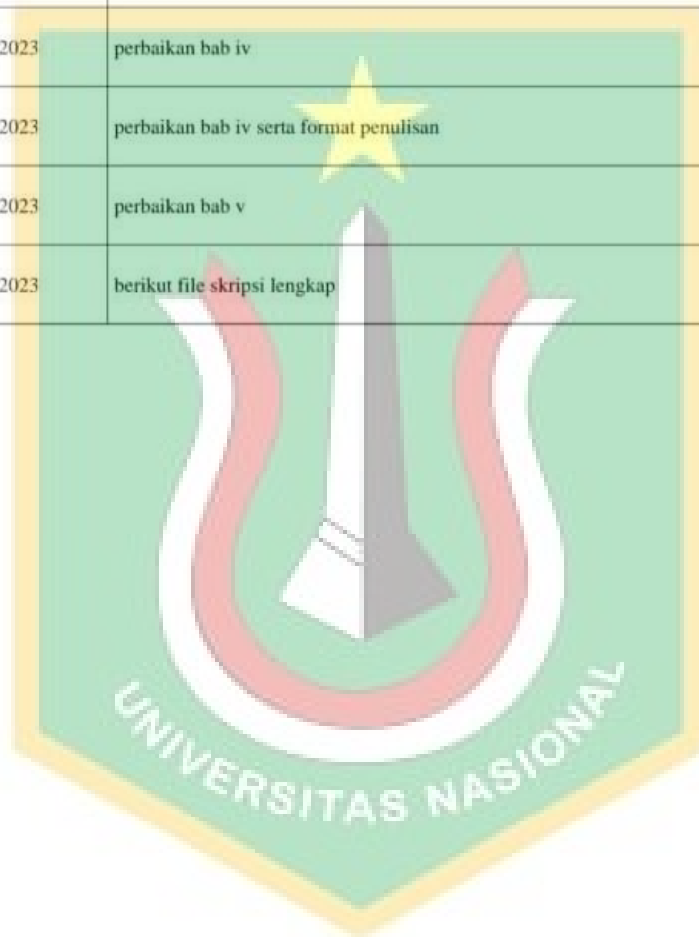 2023 perbaikan bab iv
2023 perbaikan bab iv serta format penulisan
2023 perbaikan bab v
2023 berikut file skripsi lengkap
UNIVERSITAS NASIONAL